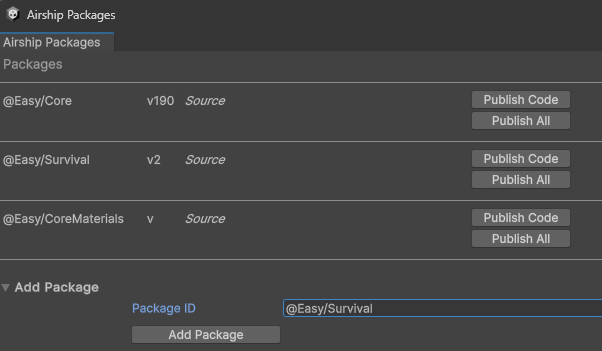 Airship Packages
Airship Packages
Packages
@Easy/Core v190 Source Publish Code
Publish All
@Easy/Survival v2 Source Publish Code
Publish All
@Easy/CoreMaterials v Source Publish Code
Publish All
Add Package
Package ID @Easy/Survival
Add Package